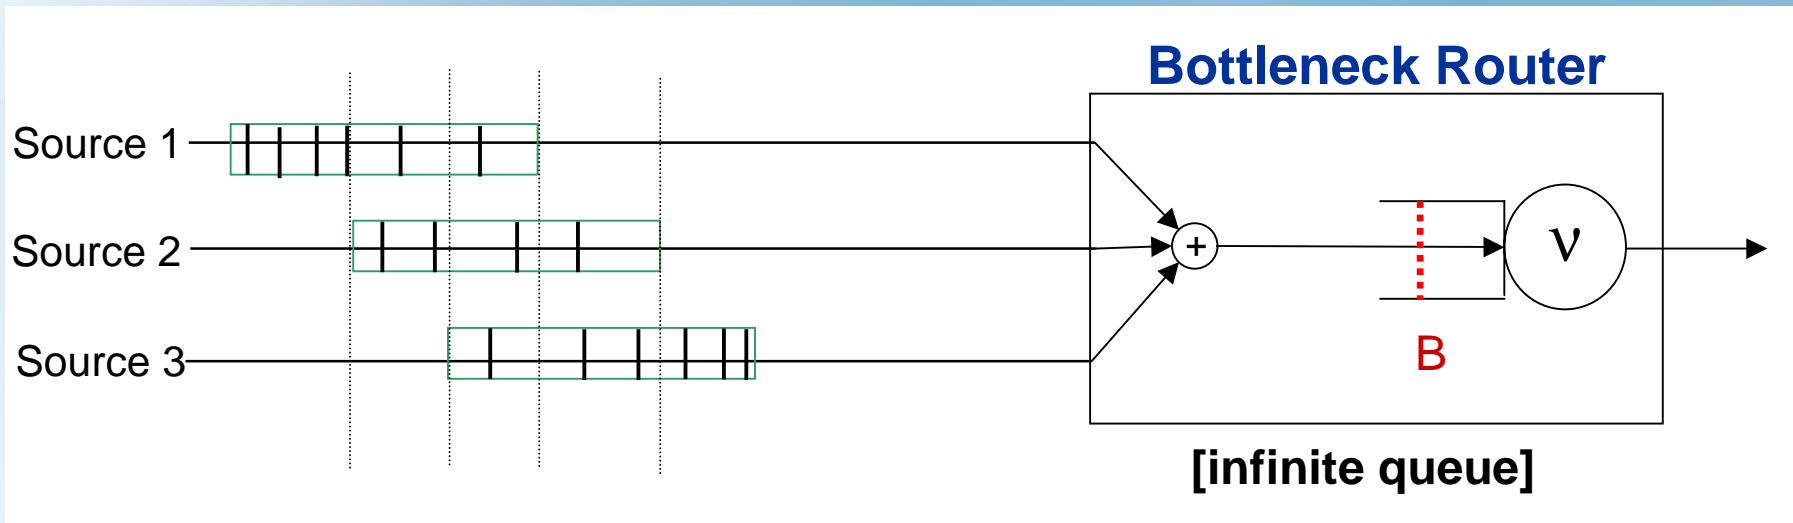 Bottleneck Router
Source 1
Source 2
Source 3
+
ν
B
[infinite queue]